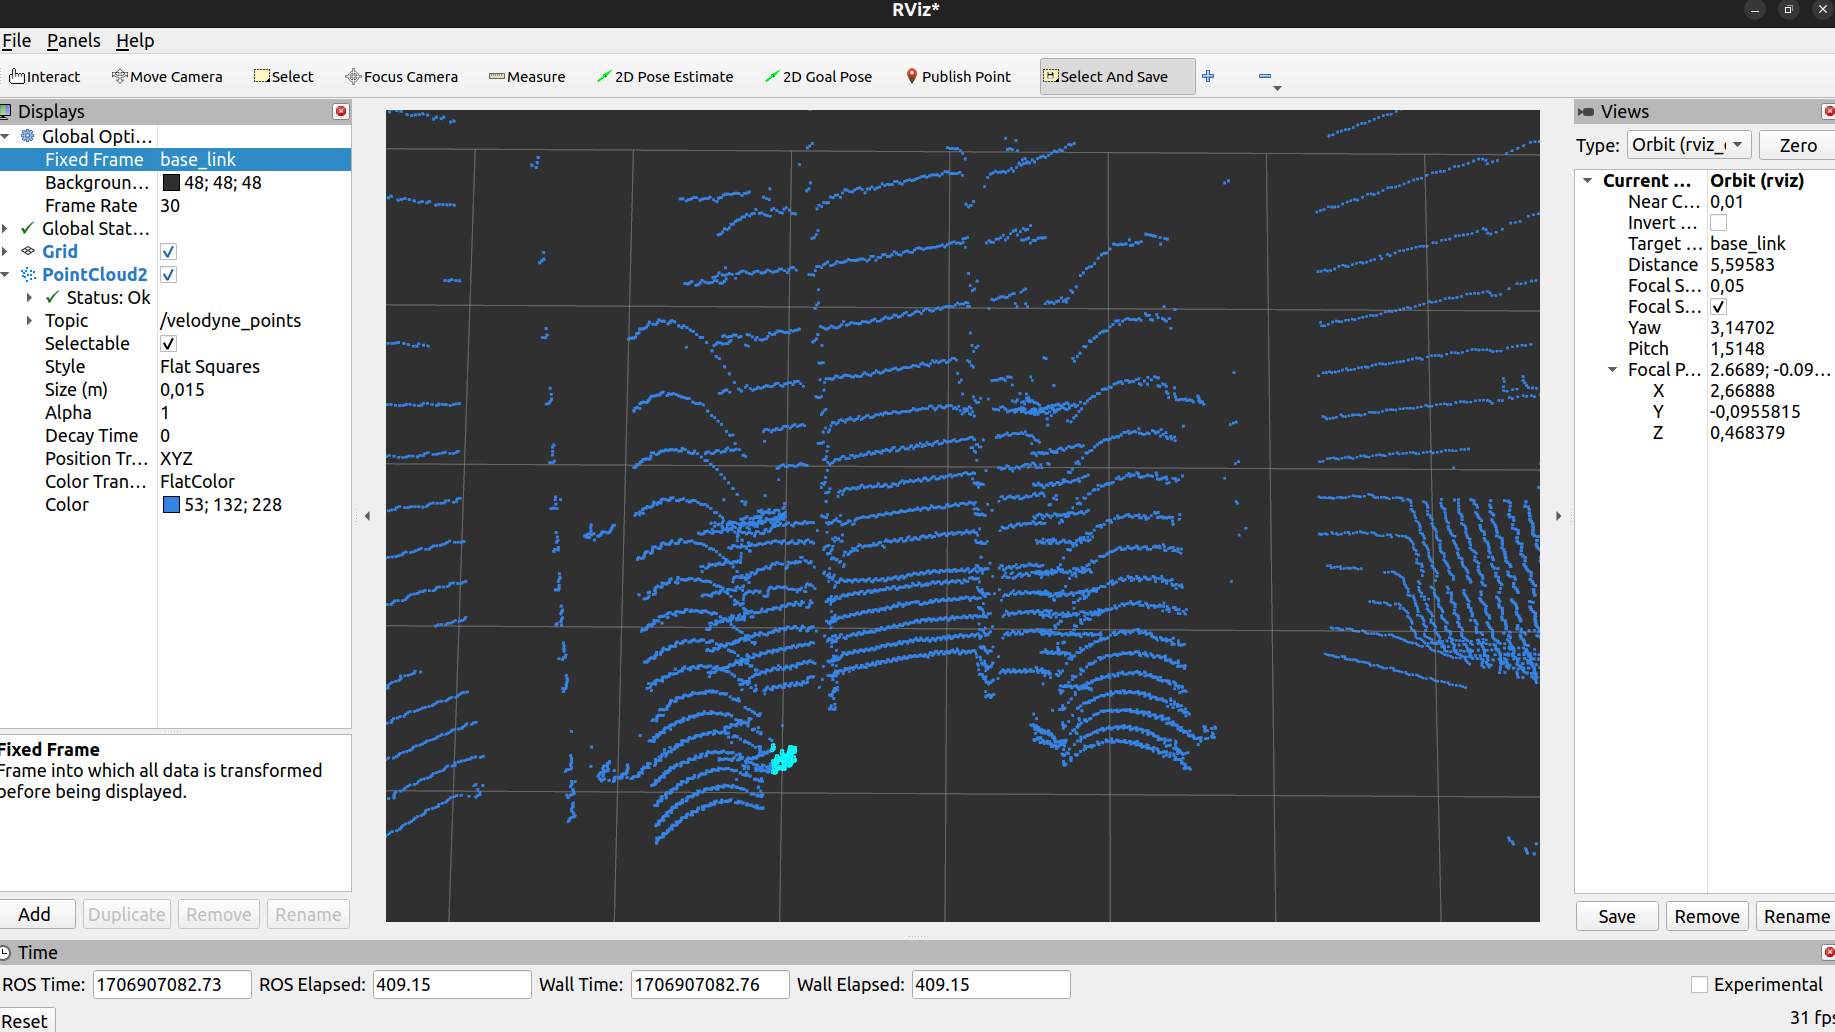 RViz*
File Panels Help
Interact Move Camera Select Focus Camera Measure 2D Pose Estimate 2D Goal Pose Publish Point Select And Save
Displays
Global Opti...
Fixed Frame base_link
Backgroun... 48; 48; 48
Frame Rate 30
Global Stat...
Grid
PointCloud2
Status: Ok
Topic /velodyne_points
Selectable
Style Flat Squares
Size (m) 0,015
Alpha 1
Decay Time 0
Position Tr... XYZ
Color Tran... FlatColor
Color 53; 132; 228
Fixed Frame
Frame into which all data is transformed
before being displayed.
Add Duplicate Remove Rename
Views
Type: Orbit (rviz_ Zero
Current ... Orbit (rviz)
Near C... 0,01
Invert ...
Target ... base_link
Distance 5,59583
Focal S... 0,05
Focal S...
Yaw 3,14702
Pitch 1,5148
Focal P... 2.6689; -0.09...
X 2,66888
Y -0,0955815
Z 0,468379
Save Remove Rename
Time
ROS Time: 1706907082.73 ROS Elapsed: 409.15 Wall Time: 1706907082.76 Wall Elapsed: 409.15 Experimental
Reset 31 fps